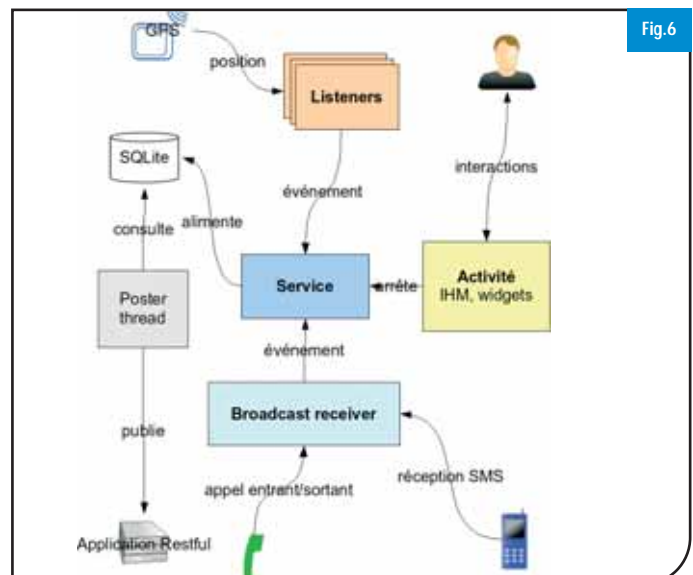 Fig.6
GPS
position
Listeners
SQLite
interactions
événement
alimente
consulte
Service
arrête
Activité
IHM, widgets
Poster
thread
événement
Broadcast receiver
publie
appel entrant/sortant
réception SMS
Application Restful